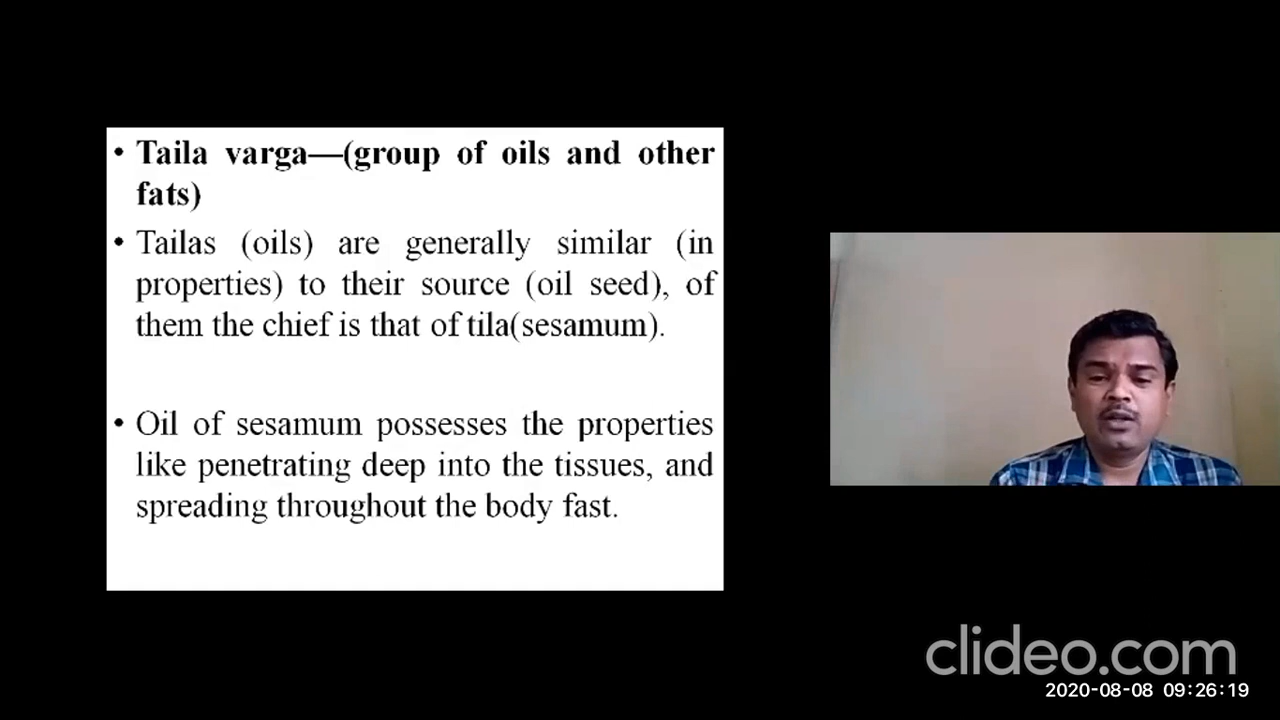 • Taila varga—(group of oils and other
fats)
• Tailas (oils) are generally similar (in
properties) to their source (oil seed), of
them the chief is that of tila(sesamum).
• Oil of sesamum possesses the properties
like penetrating deep into the tissues, and
spreading throughout the body fast.
clideo.com
2020-08-08 09:26:19